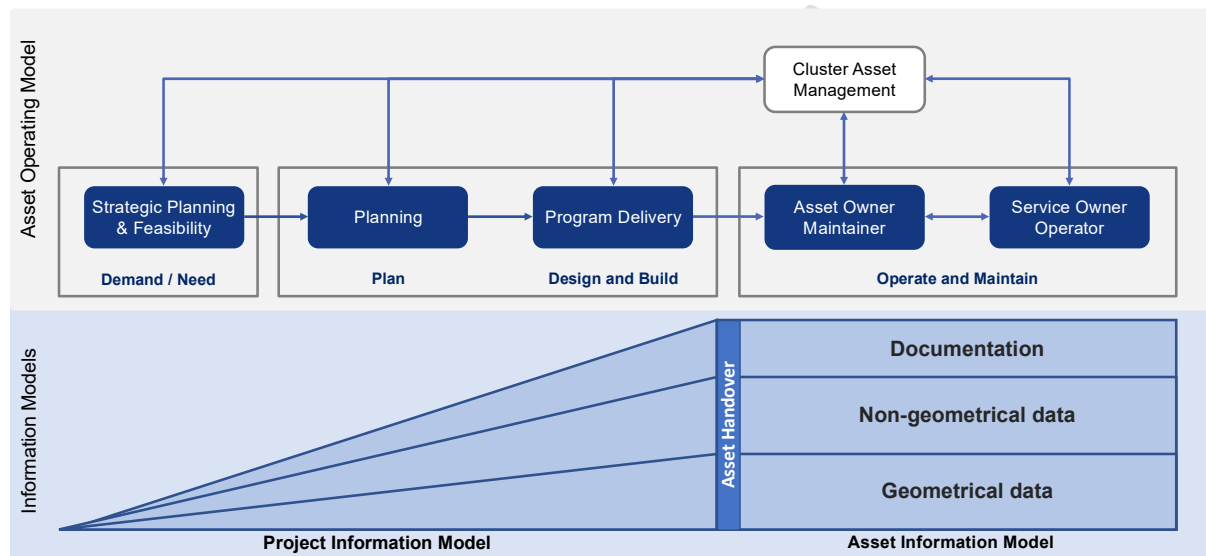 Asset Operating Model
Cluster Asset
Management
Strategic Planning
& Feasibility
Planning
Program Delivery
Asset Owner
Maintainer
Service Owner
Operator
Demand / Need
Plan
Design and Build
Operate and Maintain
Information Models
Asset Handover
Documentation
Non-geometrical data
Geometrical data
Project Information Model
Asset Information Model